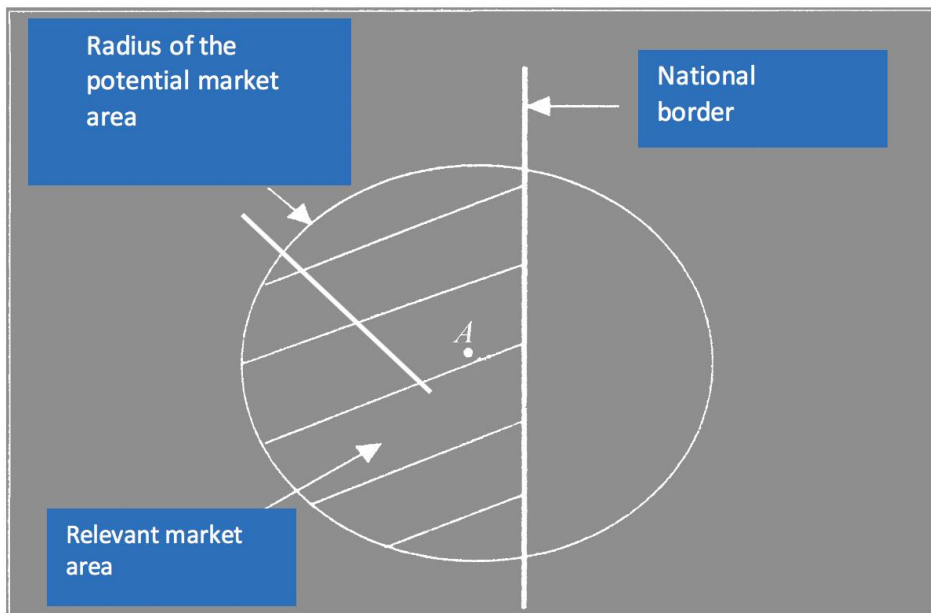 Radius of the
potential market
area
National
border
A
Relevant market
area